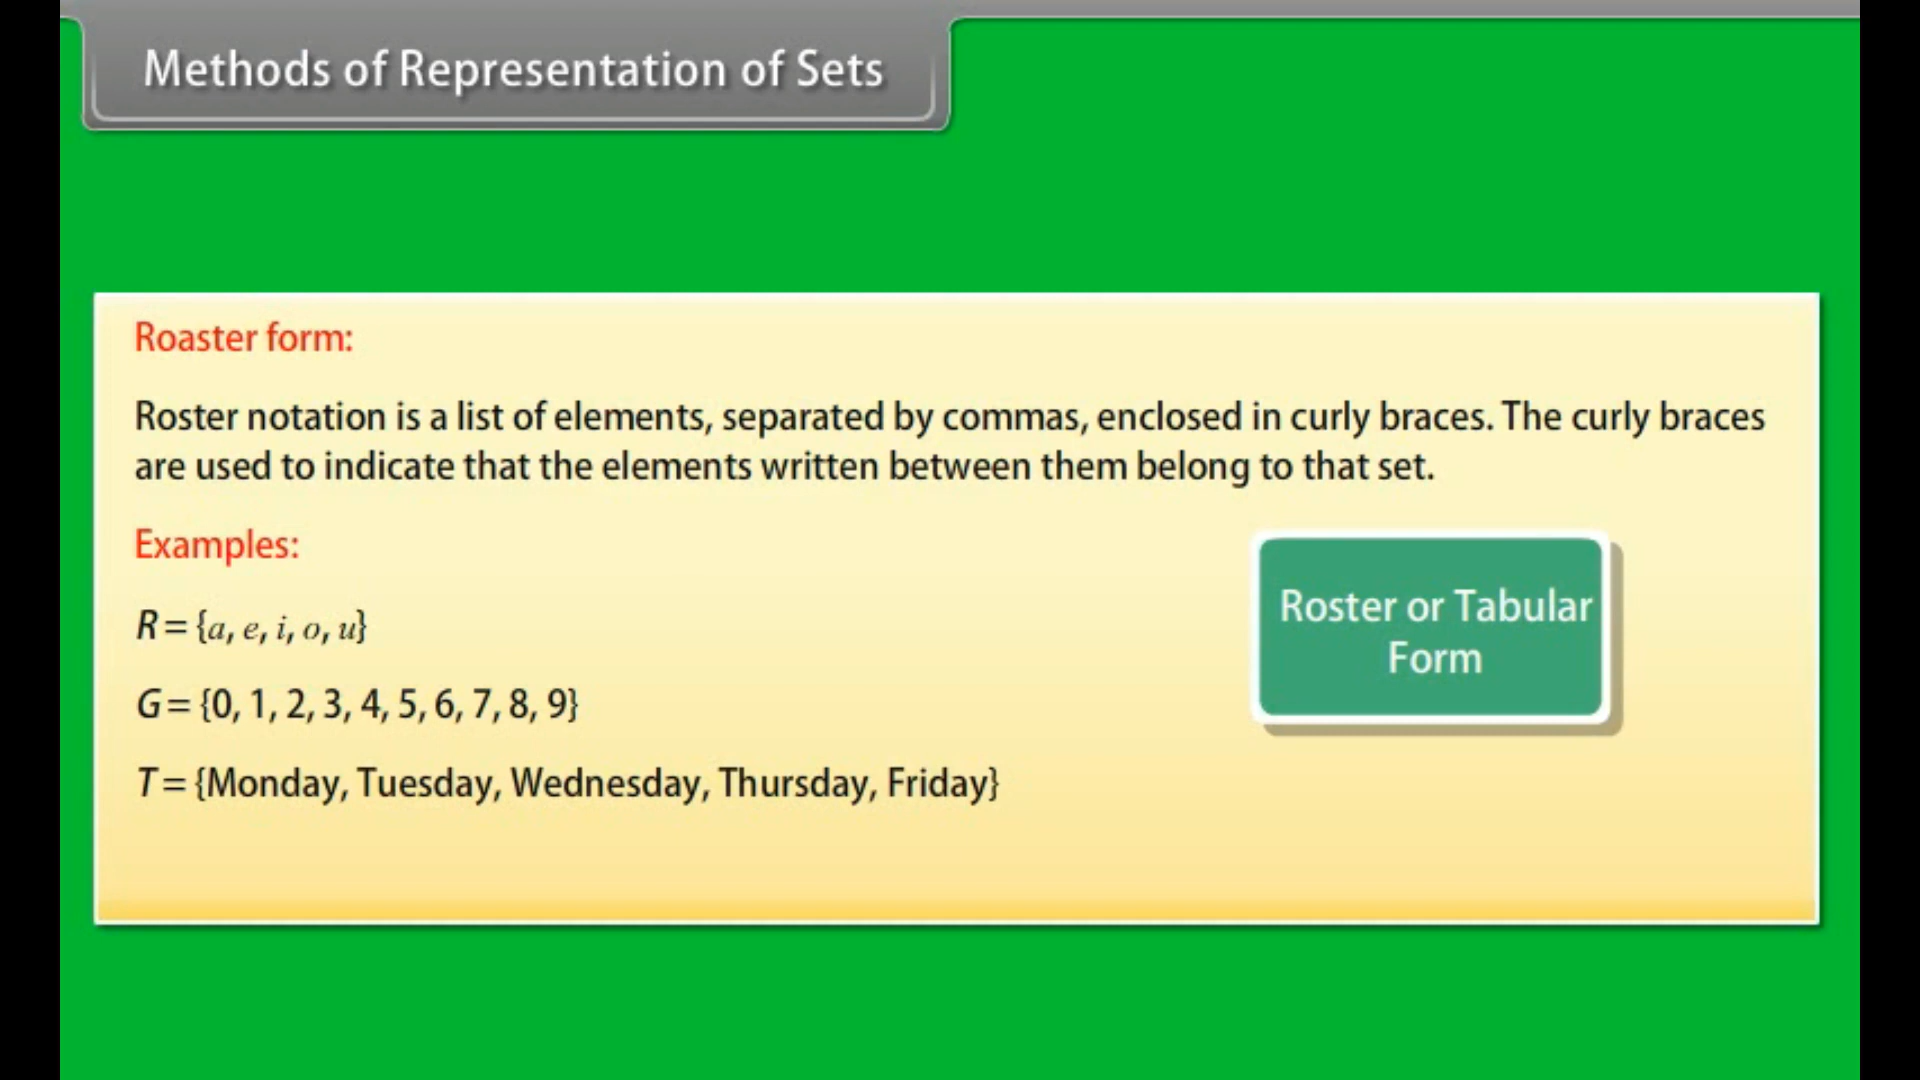 Methods of Representation of Sets
Roaster form:
Roster notation is a list of elements, separated by commas, enclosed in curly braces. The curly braces
are used to indicate that the elements written between them belong to that set.
Examples:
R = {a, e, i, o, u}
G = {0, 1, 2, 3, 4, 5, 6, 7, 8, 9}
T = {Monday, Tuesday, Wednesday, Thursday, Friday}
Roster or Tabular
Form